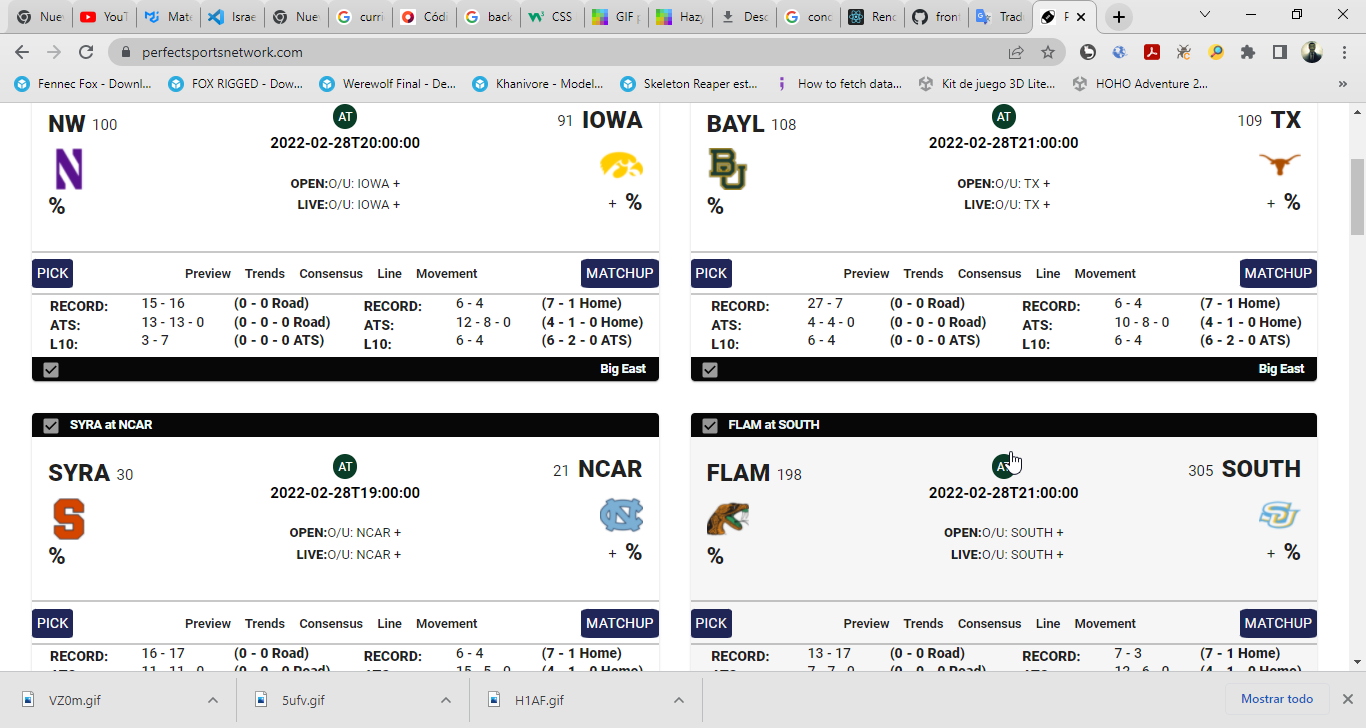 Nuev
YouT
Mate
Israe
Nuev
curri
Códi
back
CSS
GIF
Hazy
Desc
conc
Renc
fron
Trad
perfectsportsnetwork.com
Fennec Fox - Downl...
FOX RIGGED - Dow...
Werewolf Final - De...
Khanivore - Model...
Skeleton Reaper est...
How to fetch data...
Kit de juego 3D Lite...
HOHO Adventure 2...
»
NW 100
AT
91 IOWA
2022-02-28T20:00:00
OPEN:O/U: IOWA +
LIVE:O/U: IOWA +
%
+ %
PICK
Preview Trends Consensus Line Movement
MATCHUP
RECORD: 15 - 16 (0 - 0 Road) RECORD: 6 - 4 (7 - 1 Home)
ATS: 13 - 13 - 0 (0 - 0 - 0 Road) ATS: 12 - 8 - 0 (4 - 1 - 0 Home)
L10: 3 - 7 (0 - 0 - 0 ATS) L10: 6 - 4 (6 - 2 - 0 ATS)
Big East
BAYL 108
AT
109 TX
2022-02-28T21:00:00
OPEN:O/U: TX +
LIVE:O/U: TX +
%
+ %
PICK
Preview Trends Consensus Line Movement
MATCHUP
RECORD: 27 - 7 (0 - 0 Road) RECORD: 6 - 4 (7 - 1 Home)
ATS: 4 - 4 - 0 (0 - 0 - 0 Road) ATS: 10 - 8 - 0 (4 - 1 - 0 Home)
L10: 6 - 4 (0 - 0 - 0 ATS) L10: 6 - 4 (6 - 2 - 0 ATS)
Big East
SYRA at NCAR
SYRA 30
AT
21 NCAR
2022-02-28T19:00:00
OPEN:O/U: NCAR +
LIVE:O/U: NCAR +
%
+ %
PICK
Preview Trends Consensus Line Movement
MATCHUP
RECORD: 16 - 17 (0 - 0 Road) RECORD: 6 - 4 (7 - 1 Home)
FLAM at SOUTH
FLAM 198
AT
305 SOUTH
2022-02-28T21:00:00
OPEN:O/U: SOUTH +
LIVE:O/U: SOUTH +
%
+ %
PICK
Preview Trends Consensus Line Movement
MATCHUP
RECORD: 13 - 17 (0 - 0 Road) RECORD: 7 - 3 (7 - 1 Home)
VZ0m.gif
5ufv.gif
H1AF.gif
Mostrar todo